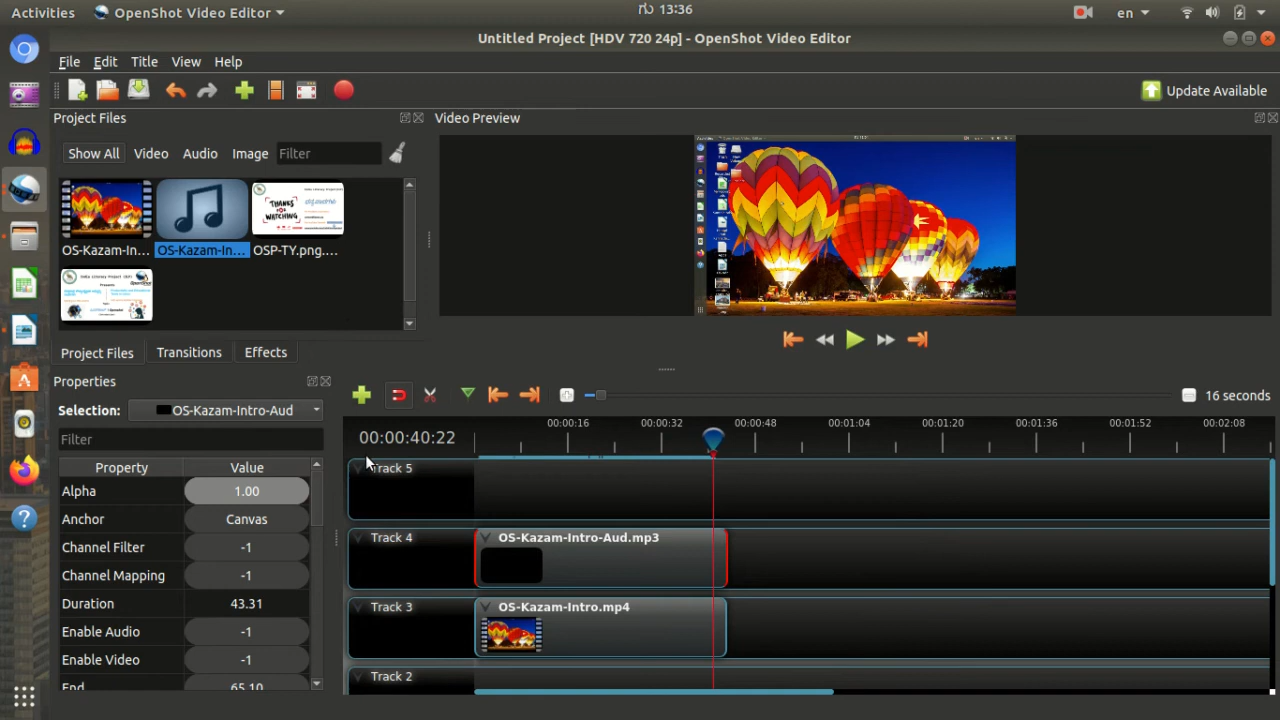 Activities OpenShot Video Editor 13:36 en
Untitled Project [HDV 720 24p] - OpenShot Video Editor
File Edit Title View Help
Update Available
Project Files
Video Preview
Show All Video Audio Image Filter
OS-Kazam-In... OS-Kazam-In... OSP-TY.png....
THANKS FOR WATCHING
Project Files Transitions Effects
Properties
Selection: OS-Kazam-Intro-Aud
16 seconds
Filter
00:00:40:22
00:00:16 00:00:32 00:00:48 00:01:04 00:01:20 00:01:36 00:01:52 00:02:08
Property Value
Alpha 1.00
Anchor Canvas
Channel Filter -1
Channel Mapping -1
Duration 43.31
Enable Audio -1
Enable Video -1
End 65.10
Track 5
Track 4
OS-Kazam-Intro-Aud.mp3
Track 3
OS-Kazam-Intro.mp4
Track 2